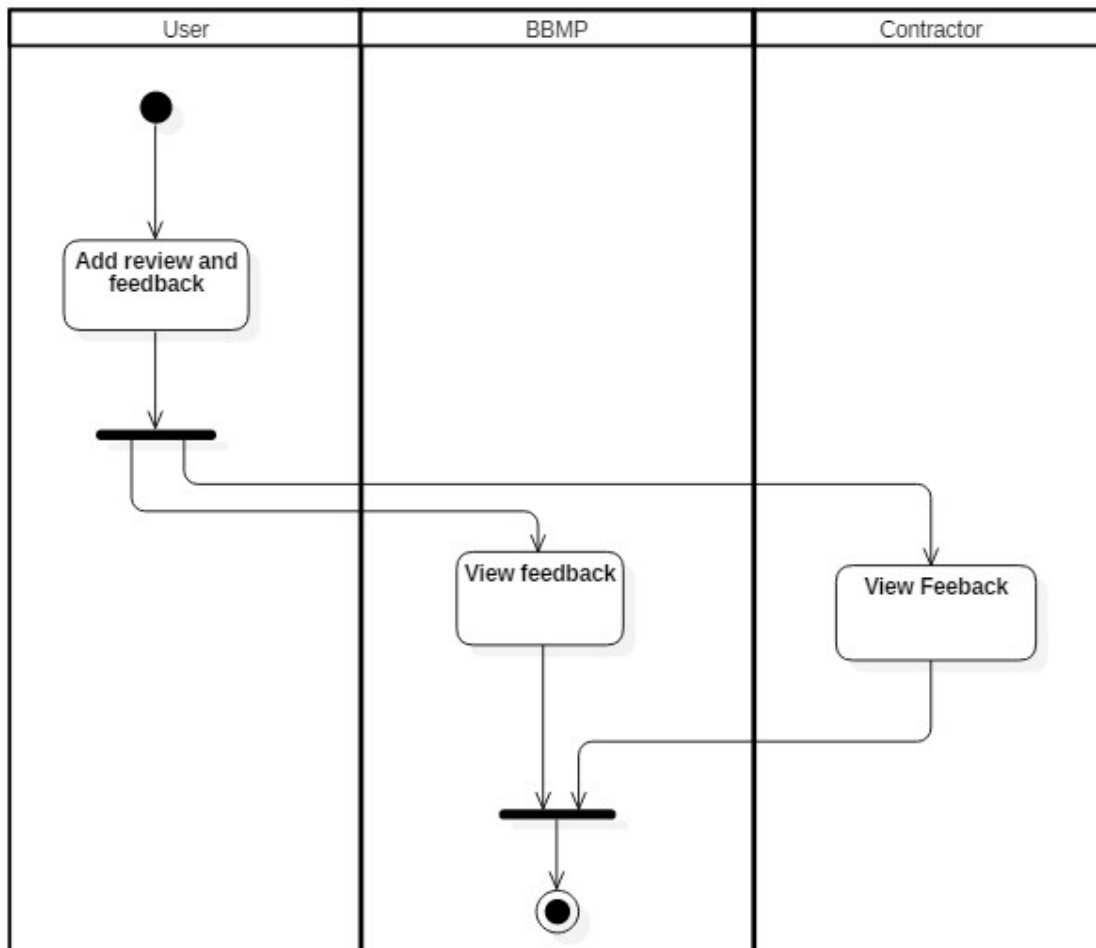 User
BBMP
Contractor
Add review and
feedback
View feedback
View Feeback